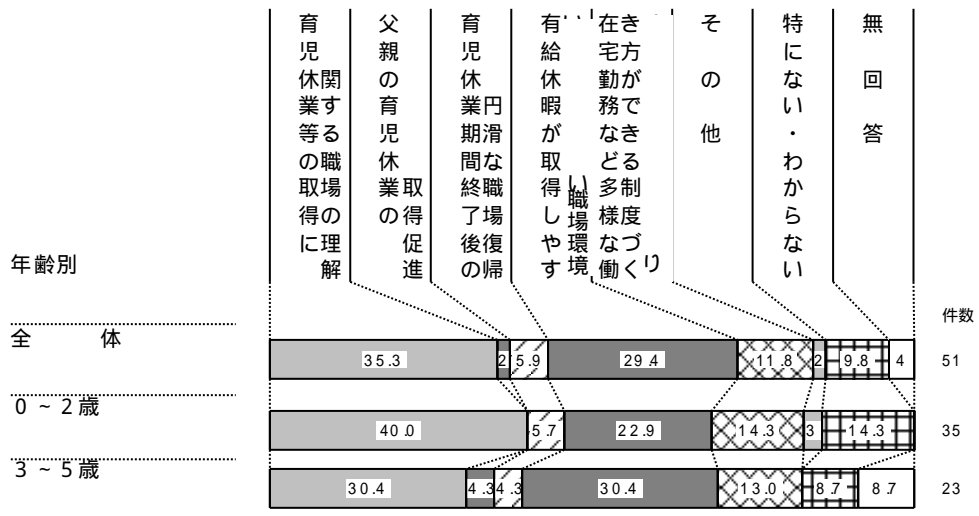 育児休業等の取得に
関する職場の理解
父親の育児休業の
取得促進
育児休業期間終了後の
円滑な職場復帰
有給休暇が取得しやす
い職場環境
在宅勤務など多様な働
き方ができる制度づくり
その他
特にない・わからない
無回答
年齢別
件数
全体
35.3 2 5.9 29.4 11.8 2 9.8 4 51
0~2歳
40.0 5.7 22.9 14.3 3 14.3 35
3~5歳
30.4 4.3 4.3 30.4 13.0 8.7 8.7 23